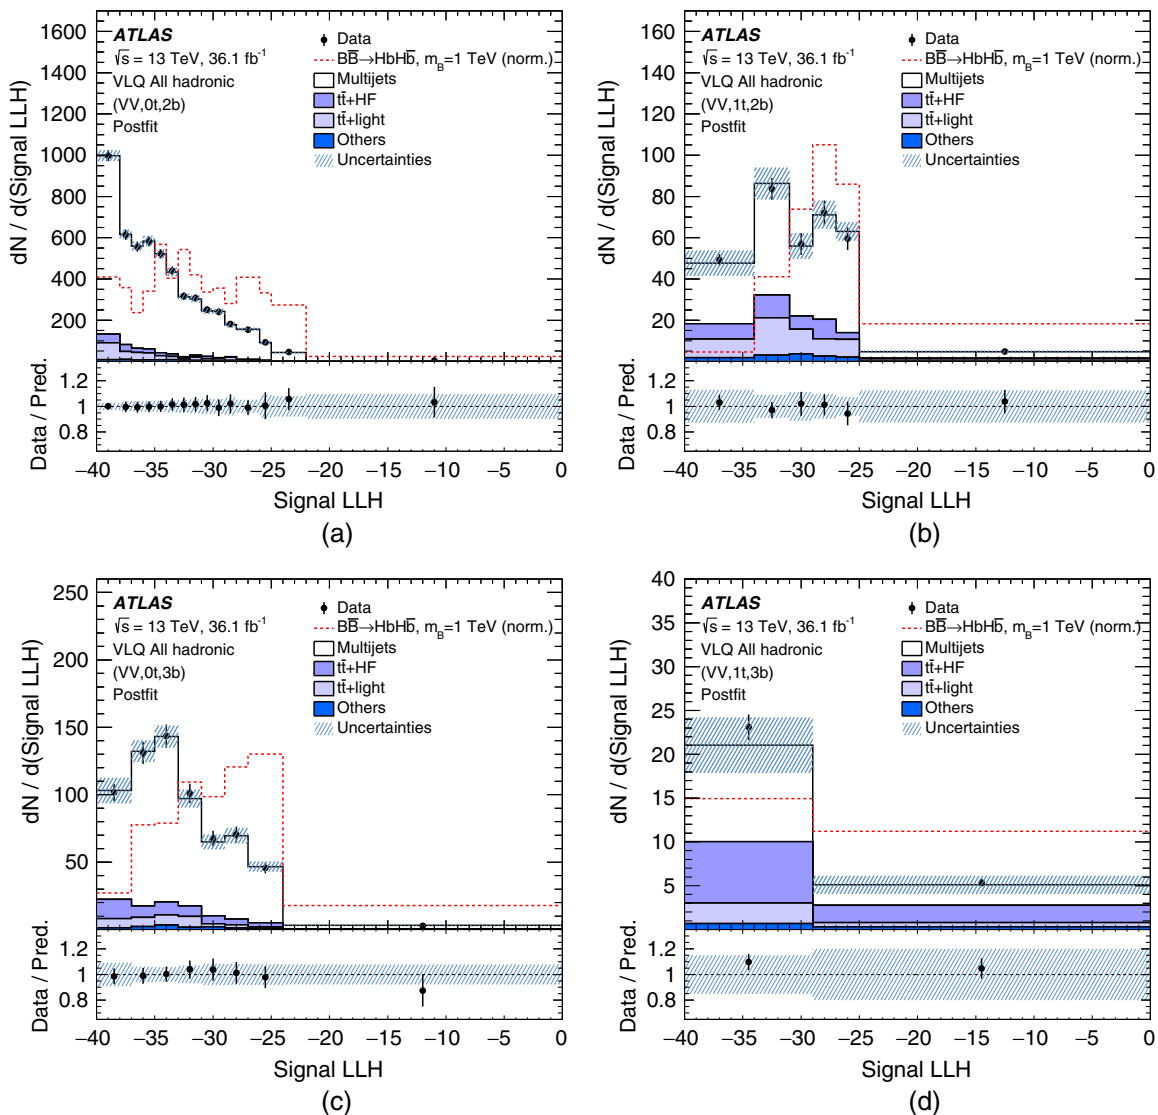 dN / d(Signal LLH)
1600
1400
1200
1000
800
600
400
200
ATLAS
√s = 13 TeV, 36.1 fb⁻¹
VLQ All hadronic
(VV,0t,2b)
Postfit
Data
BB̅→HbHb̅, m_B=1 TeV (norm.)
Multijets
tt̅+HF
tt̅+light
Others
Uncertainties
Data / Pred.
1.2
1
0.8
−40 −35 −30 −25 −20 −15 −10 −5 0
Signal LLH
(a)
dN / d(Signal LLH)
160
140
120
100
80
60
40
20
ATLAS
√s = 13 TeV, 36.1 fb⁻¹
VLQ All hadronic
(VV,1t,2b)
Postfit
Data
BB̅→HbHb̅, m_B=1 TeV (norm.)
Multijets
tt̅+HF
tt̅+light
Others
Uncertainties
Data / Pred.
1.2
1
0.8
−40 −35 −30 −25 −20 −15 −10 −5 0
Signal LLH
(b)
dN / d(Signal LLH)
250
200
150
100
50
ATLAS
√s = 13 TeV, 36.1 fb⁻¹
VLQ All hadronic
(VV,0t,3b)
Postfit
Data
BB̅→HbHb̅, m_B=1 TeV (norm.)
Multijets
tt̅+HF
tt̅+light
Others
Uncertainties
Data / Pred.
1.2
1
0.8
−40 −35 −30 −25 −20 −15 −10 −5 0
Signal LLH
(c)
dN / d(Signal LLH)
40
35
30
25
20
15
10
5
ATLAS
√s = 13 TeV, 36.1 fb⁻¹
VLQ All hadronic
(VV,1t,3b)
Postfit
Data
BB̅→HbHb̅, m_B=1 TeV (norm.)
Multijets
tt̅+HF
tt̅+light
Others
Uncertainties
Data / Pred.
1.2
1
0.8
−40 −35 −30 −25 −20 −15 −10 −5 0
Signal LLH
(d)